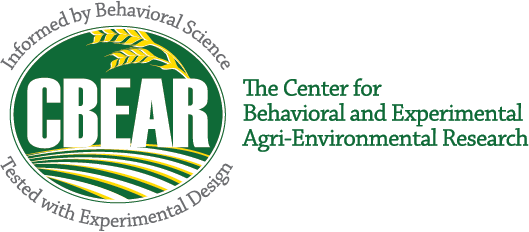 Informed by Behavioral Science
CBEAR
Tested with Experimental Design
The Center for
Behavioral and Experimental
Agri-Environmental Research